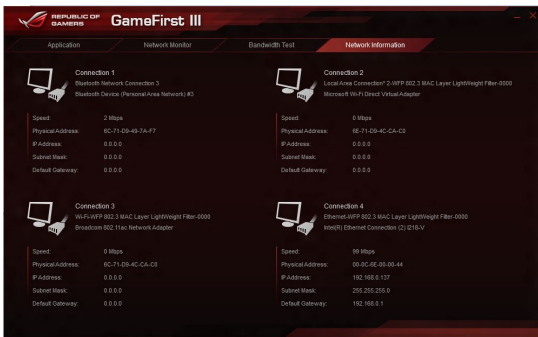 REPUBLIC OF
GAMERS
GameFirst III
Application
Network Monitor
Bandwidth Test
Network Information
Connection 1
Bluetooth Network Connection 3
Bluetooth Device (Personal Area Network) #3
Speed: 2 Mbps
Physical Address: 6C-71-D9-49-7A-F7
IP Address: 0.0.0.0
Subnet Mask: 0.0.0.0
Default Gateway: 0.0.0.0
Connection 2
Local Area Connection* 2-WFP 802.3 MAC Layer LightWeight Filter-0000
Microsoft Wi-Fi Direct Virtual Adapter
Speed: 0 Mbps
Physical Address: 6E-71-D9-4C-CA-C0
IP Address: 0.0.0.0
Subnet Mask: 0.0.0.0
Default Gateway: 0.0.0.0
Connection 3
Wi-Fi-WFP 802.3 MAC Layer LightWeight Filter-0000
Broadcom 802.11ac Network Adapter
Speed: 0 Mbps
Physical Address: 6C-71-D9-4C-CA-C0
IP Address: 0.0.0.0
Subnet Mask: 0.0.0.0
Default Gateway: 0.0.0.0
Connection 4
Ethernet-WFP 802.3 MAC Layer LightWeight Filter-0000
Intel(R) Ethernet Connection (2) I218-V
Speed: 99 Mbps
Physical Address: 00-0C-6E-00-00-44
IP Address: 192.168.0.137
Subnet Mask: 255.255.255.0
Default Gateway: 192.168.0.1